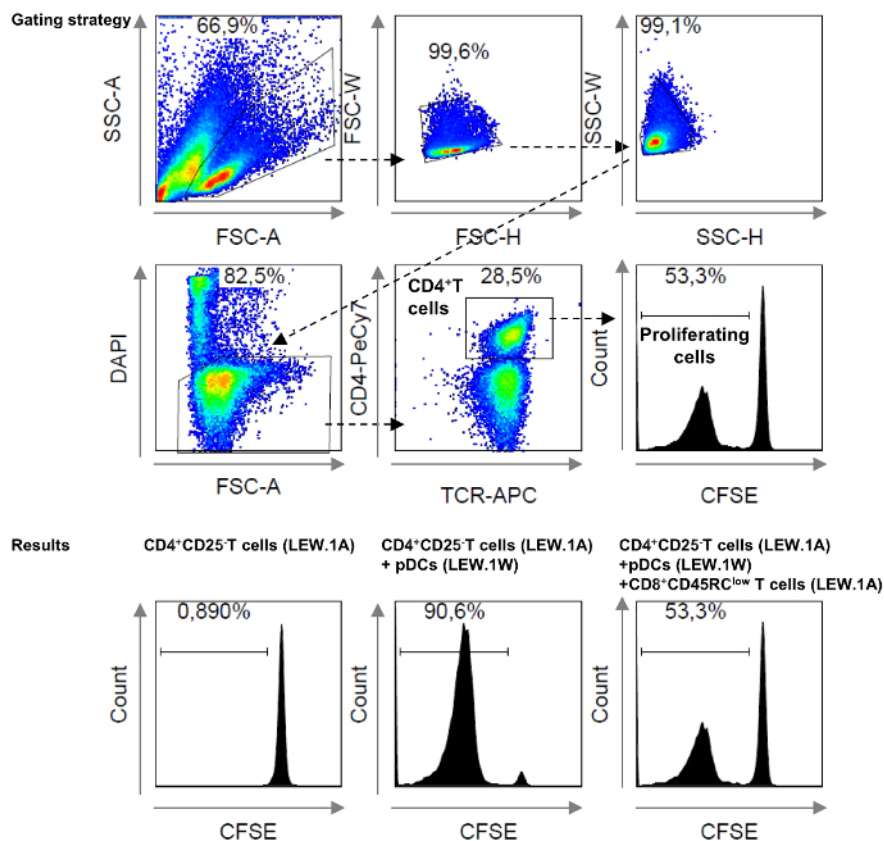 Gating strategy
66,9%
99,6%
99,1%
SSC-A
FSC-W
SSC-W
FSC-A
FSC-H
SSC-H
82,5%
CD4⁺T
cells
28,5%
53,3%
Proliferating
cells
DAPI
CD4-PeCy7
Count
FSC-A
TCR-APC
CFSE
Results
CD4⁺CD25⁻T cells (LEW.1A)
CD4⁺CD25⁻T cells (LEW.1A)
+ pDCs (LEW.1W)
CD4⁺CD25⁻T cells (LEW.1A)
+pDCs (LEW.1W)
+CD8⁺CD45RCˡᵒʷ T cells (LEW.1A)
0,890%
90,6%
53,3%
Count
Count
Count
CFSE
CFSE
CFSE